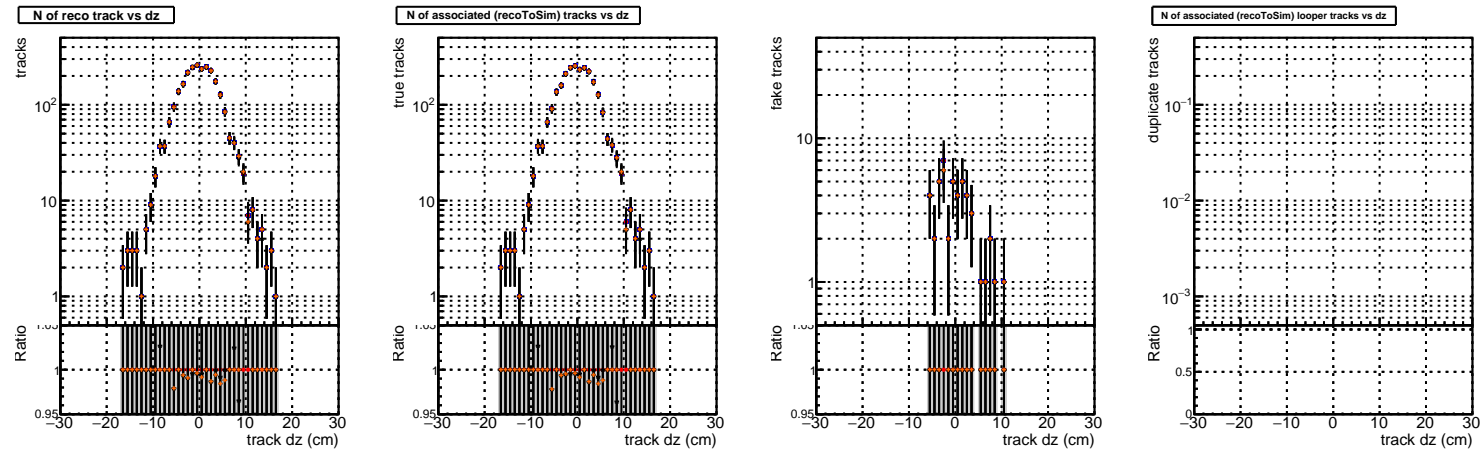 N of reco track vs dz
tracks
10²
10
1
Ratio
1
0.95
−30 −20 −10 0 10 20 30
track dz (cm)
N of associated (recoToSim) tracks vs dz
true tracks
10²
10
1
Ratio
1
0.95
−30 −20 −10 0 10 20 30
track dz (cm)
fake tracks
10
1
Ratio
1
0.95
−30 −20 −10 0 10 20 30
track dz (cm)
N of associated (recoToSim) looper tracks vs dz
duplicate tracks
10⁻¹
10⁻²
10⁻³
Ratio
1
0.5
0
−30 −20 −10 0 10 20 30
track dz (cm)